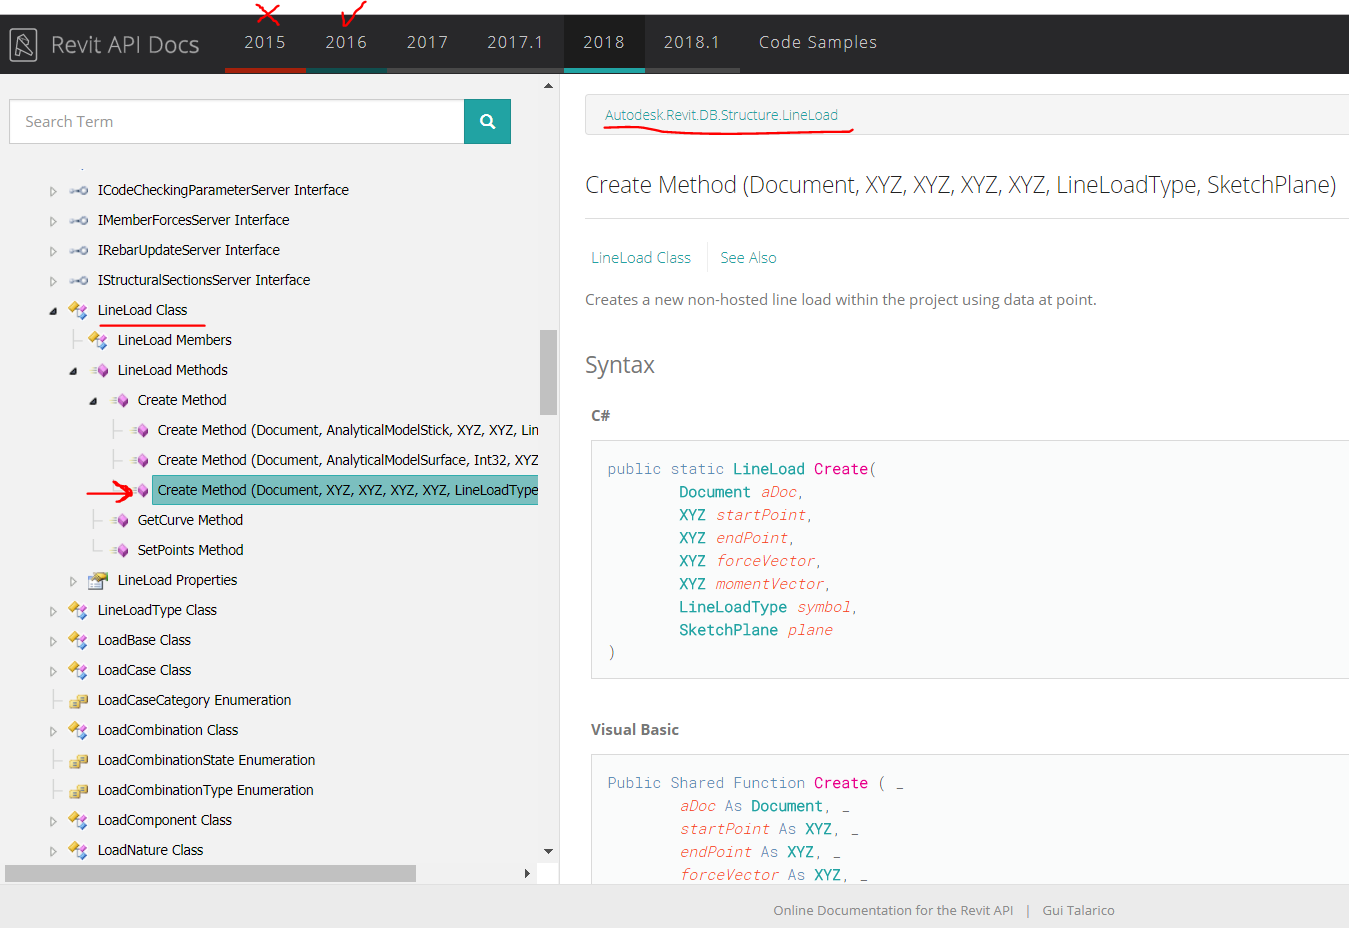 Revit API Docs
2015
2016
2017
2017.1
2018
2018.1
Code Samples
Search Term
ICodeCheckingParameterServer Interface
IMemberForcesServer Interface
IRebarUpdateServer Interface
IStructuralSectionsServer Interface
LineLoad Class
LineLoad Members
LineLoad Methods
Create Method
Create Method (Document, AnalyticalModelStick, XYZ, XYZ, Lin
Create Method (Document, AnalyticalModelSurface, Int32, XYZ
Create Method (Document, XYZ, XYZ, XYZ, XYZ, LineLoadType
GetCurve Method
SetPoints Method
LineLoad Properties
LineLoadType Class
LoadBase Class
LoadCase Class
LoadCaseCategory Enumeration
LoadCombination Class
LoadCombinationState Enumeration
LoadCombinationType Enumeration
LoadComponent Class
LoadNature Class
Autodesk.Revit.DB.Structure.LineLoad
Create Method (Document, XYZ, XYZ, XYZ, XYZ, LineLoadType, SketchPlane)
LineLoad Class
See Also
Creates a new non-hosted line load within the project using data at point.
Syntax
C#
public static LineLoad Create(
Document aDoc,
XYZ startPoint,
XYZ endPoint,
XYZ forceVector,
XYZ momentVector,
LineLoadType symbol,
SketchPlane plane
)
Visual Basic
Public Shared Function Create ( _
aDoc As Document, _
startPoint As XYZ, _
endPoint As XYZ, _
forceVector As XYZ, _
Online Documentation for the Revit API | Gui Talarico